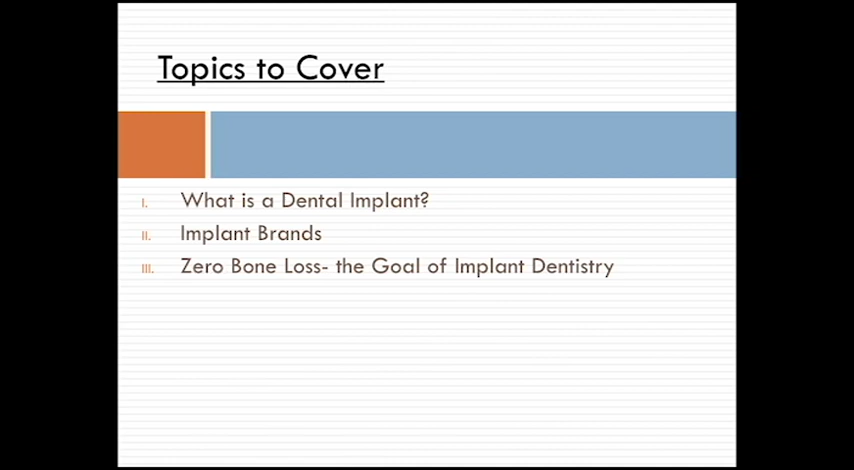 Topics to Cover
I. What is a Dental Implant?
II. Implant Brands
III. Zero Bone Loss- the Goal of Implant Dentistry